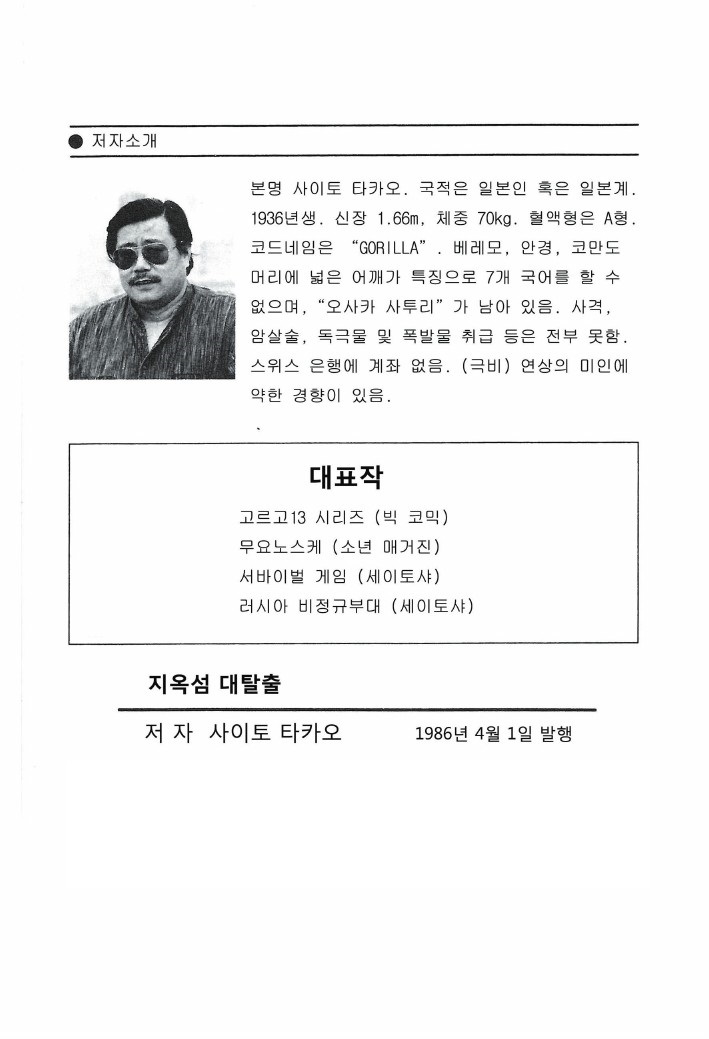 ● 저자소개
본명 사이토 타카오. 국적은 일본인 혹은 일본계.
1936년생. 신장 1.66m, 체중 70kg. 혈액형은 A형.
코드네임은 “GORILLA”. 베레모, 안경, 코만도
머리에 넓은 어깨가 특징으로 7개 국어를 할 수
없으며, “오사카 사투리”가 남아 있음. 사격,
암살술, 독극물 및 폭발물 취급 등은 전부 못함.
스위스 은행에 계좌 없음. (극비) 연상의 미인에
약한 경향이 있음.
대표작
고르고13 시리즈 (빅 코믹)
무요노스케 (소년 매거진)
서바이벌 게임 (세이토샤)
러시아 비정규부대 (세이토샤)
지옥섬 대탈출
저 자 사이토 타카오 1986년 4월 1일 발행